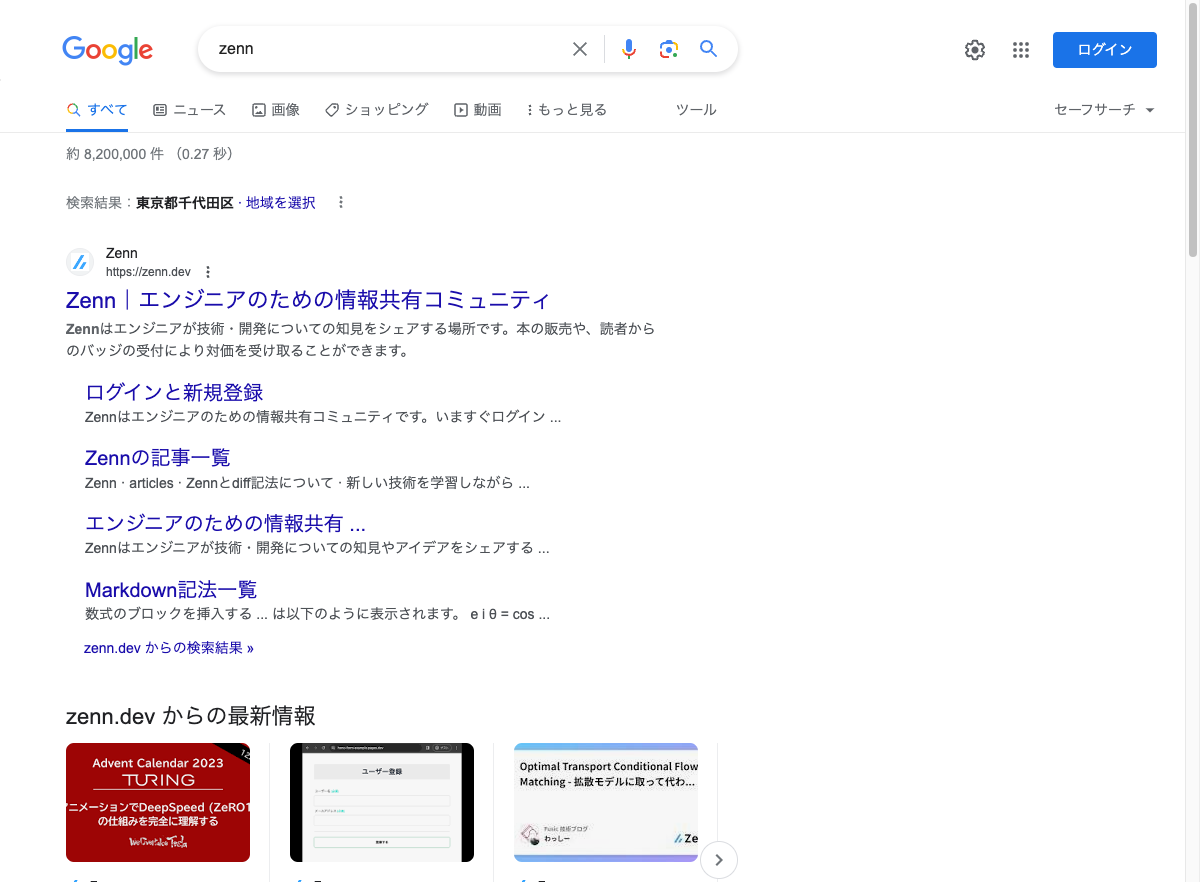 Google
zenn
ログイン
すべて
ニュース
画像
ショッピング
動画
もっと見る
ツール
セーフサーチ
約 8,200,000 件 （0.27 秒）
検索結果：東京都千代田区 · 地域を選択
Zenn
https://zenn.dev
Zenn｜エンジニアのための情報共有コミュニティ
Zennはエンジニアが技術・開発についての知見をシェアする場所です。本の販売や、読者から
のバッジの受付により対価を受け取ることができます。
ログインと新規登録
Zennはエンジニアのための情報共有コミュニティです。いますぐログイン ...
Zennの記事一覧
Zenn · articles · Zennとdiff記法について · 新しい技術を学習しながら ...
エンジニアのための情報共有 ...
Zennはエンジニアが技術・開発についての知見やアイデアをシェアする ...
Markdown記法一覧
数式のブロックを挿入する ... は以下のように表示されます。 e i θ = cos ...
zenn.dev からの検索結果 »
zenn.dev からの最新情報
Advent Calendar 2023
TURING
ニメーションでDeepSpeed (ZeRO1
の仕組みを完全に理解する
We Overtake Tesla
ユーザー登録
Optimal Transport Conditional Flow
Matching - 拡散モデルに取って代わ...
Fusic 技術ブログ
わっしー
Ze